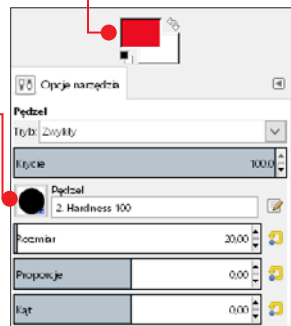 Opcje narzędzia
Pędzel
Tryb: Zwykły
Krycie 100,0
Pędzel
2. Hardness 100
Rozmiar 20,00
Proporcje 0,00
Kąt 0,00